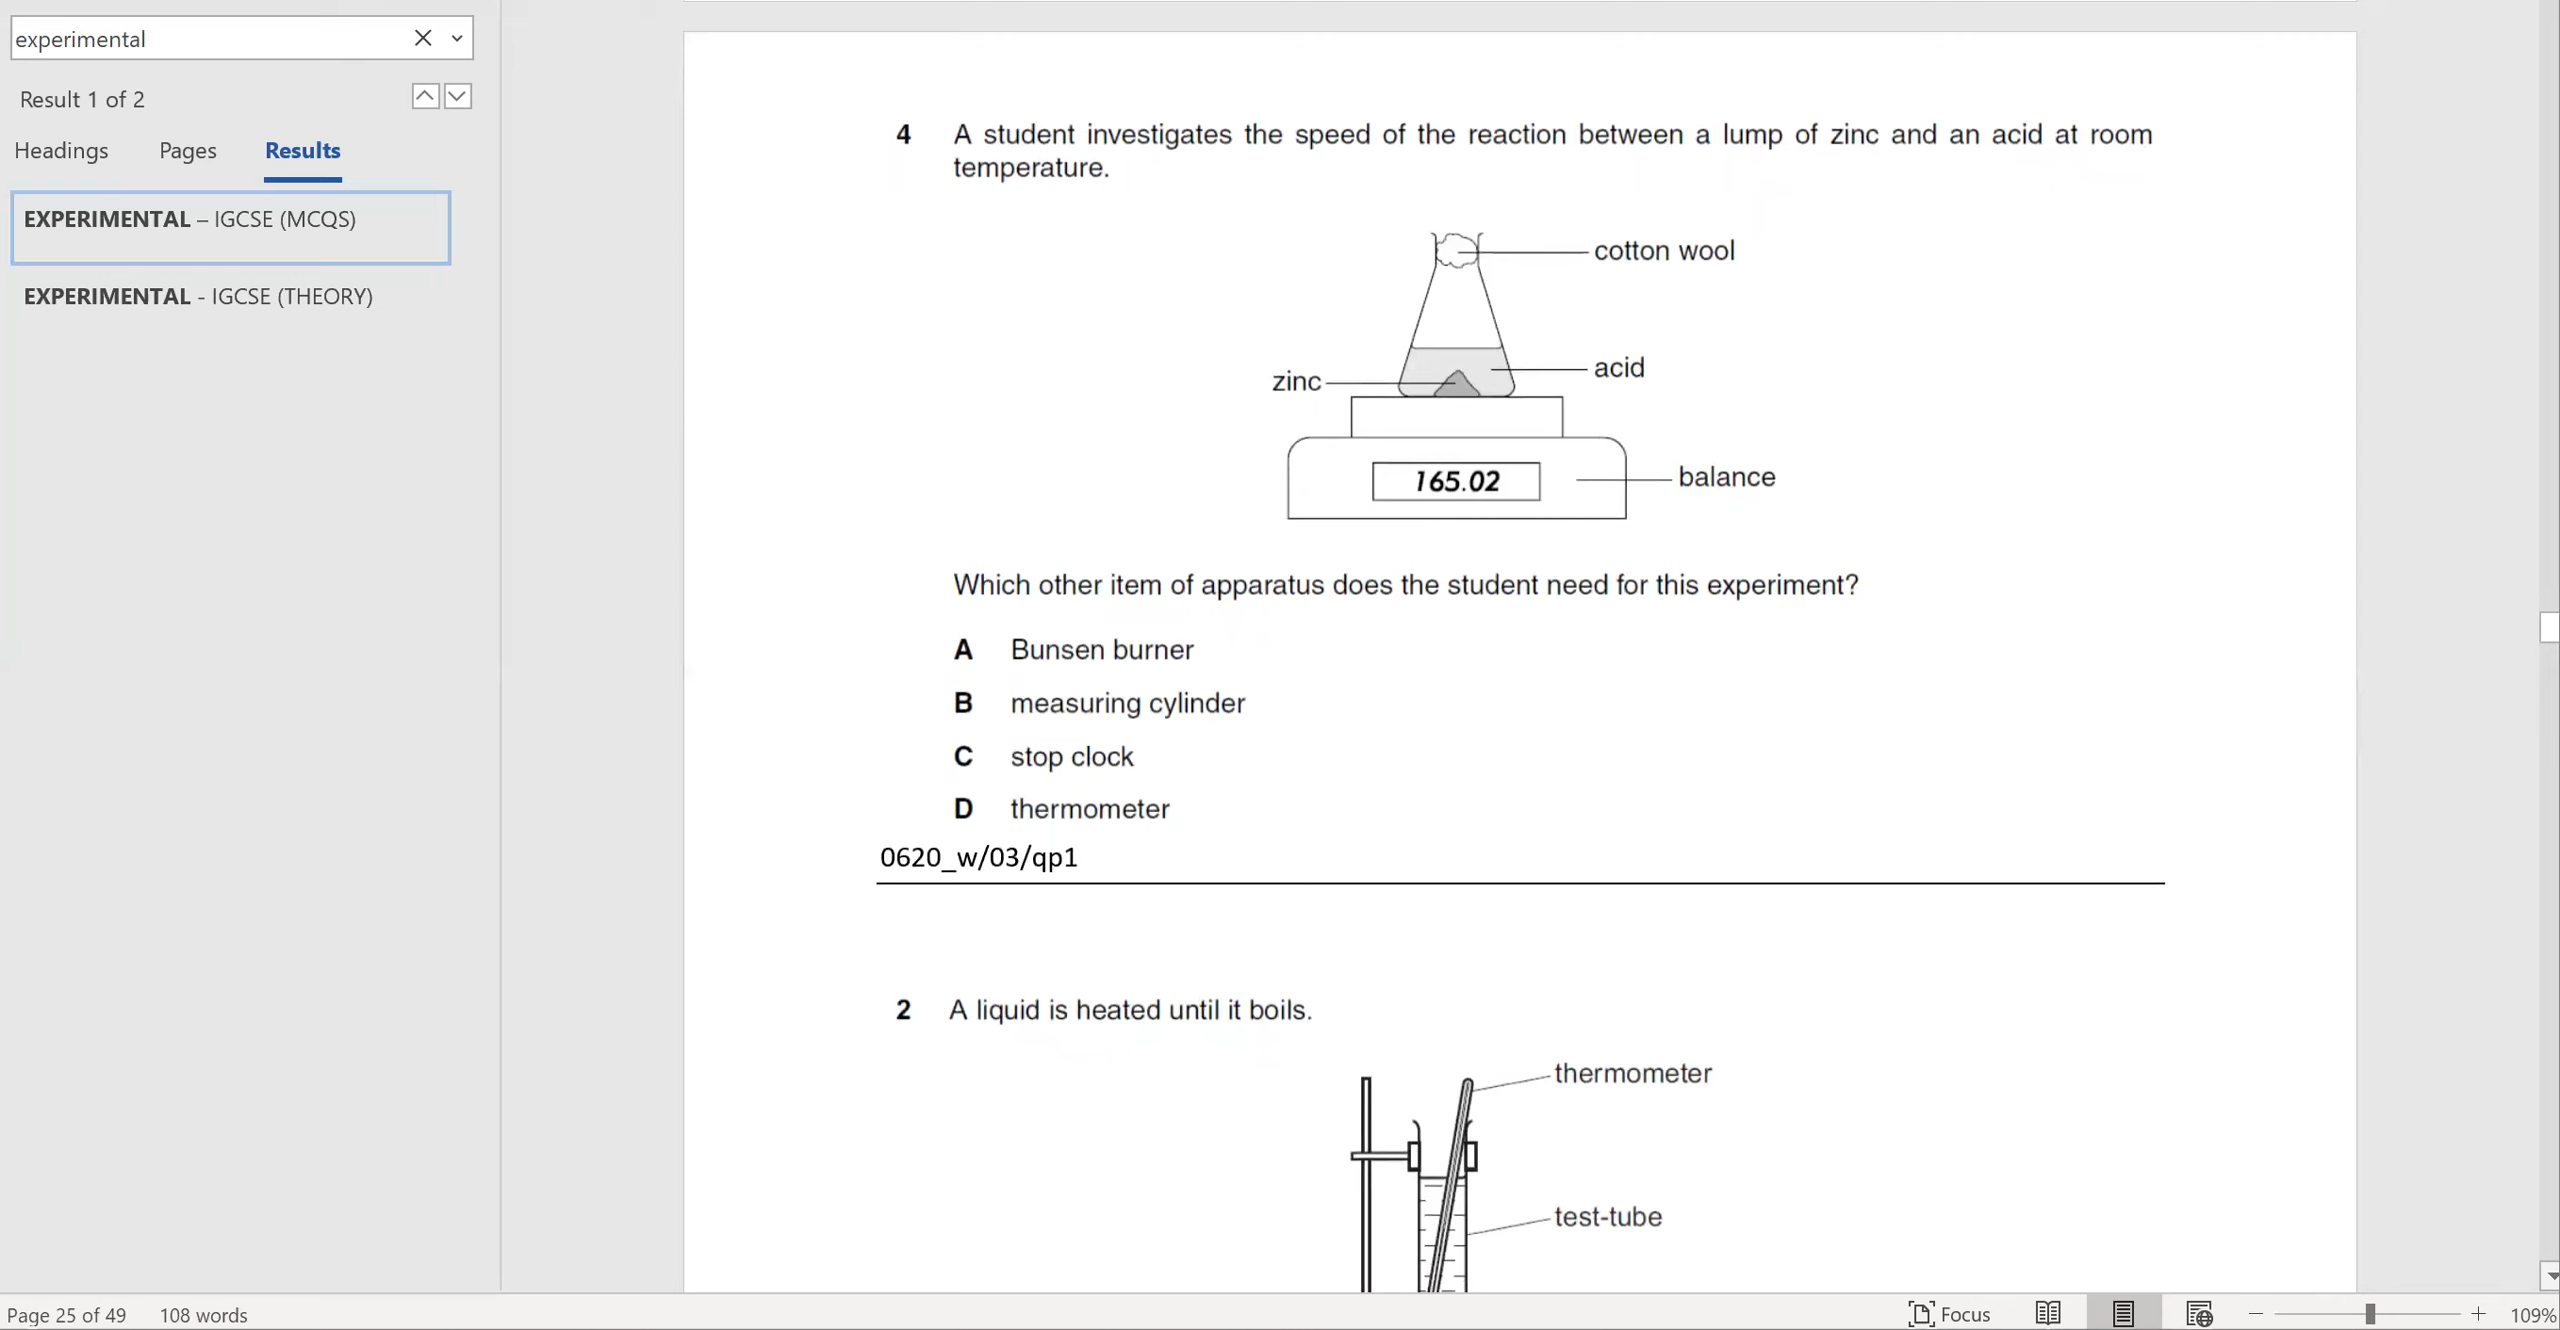 experimental
Result 1 of 2
Headings Pages Results
EXPERIMENTAL – IGCSE (MCQS)
EXPERIMENTAL - IGCSE (THEORY)
4 A student investigates the speed of the reaction between a lump of zinc and an acid at room
temperature.
cotton wool
acid
zinc
165.02
balance
Which other item of apparatus does the student need for this experiment?
A Bunsen burner
B measuring cylinder
C stop clock
D thermometer
0620_w/03/qp1
2 A liquid is heated until it boils.
thermometer
test-tube
Page 25 of 49 108 words Focus 109%